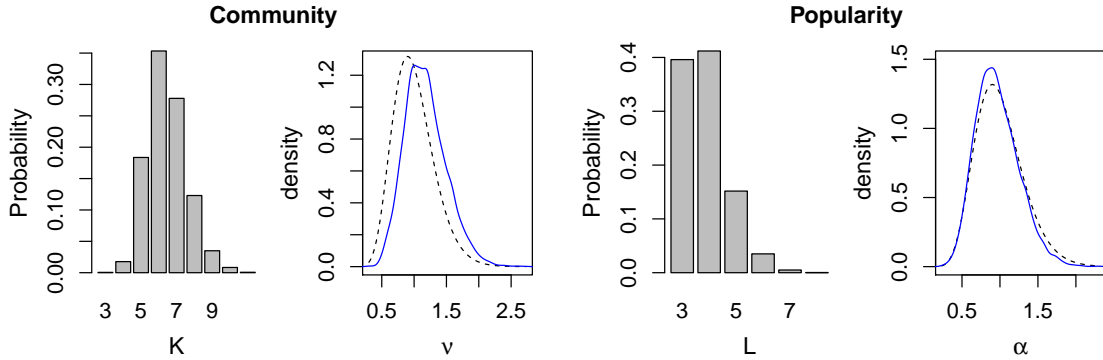 Community
Popularity
Probability
0.00
0.10
0.20
0.30
3 5 7 9
K
density
0.0
0.4
0.8
1.2
0.5 1.5 2.5
ν
Probability
0.0
0.1
0.2
0.3
0.4
3 5 7
L
density
0.0
0.5
1.0
1.5
0.5 1.5
α